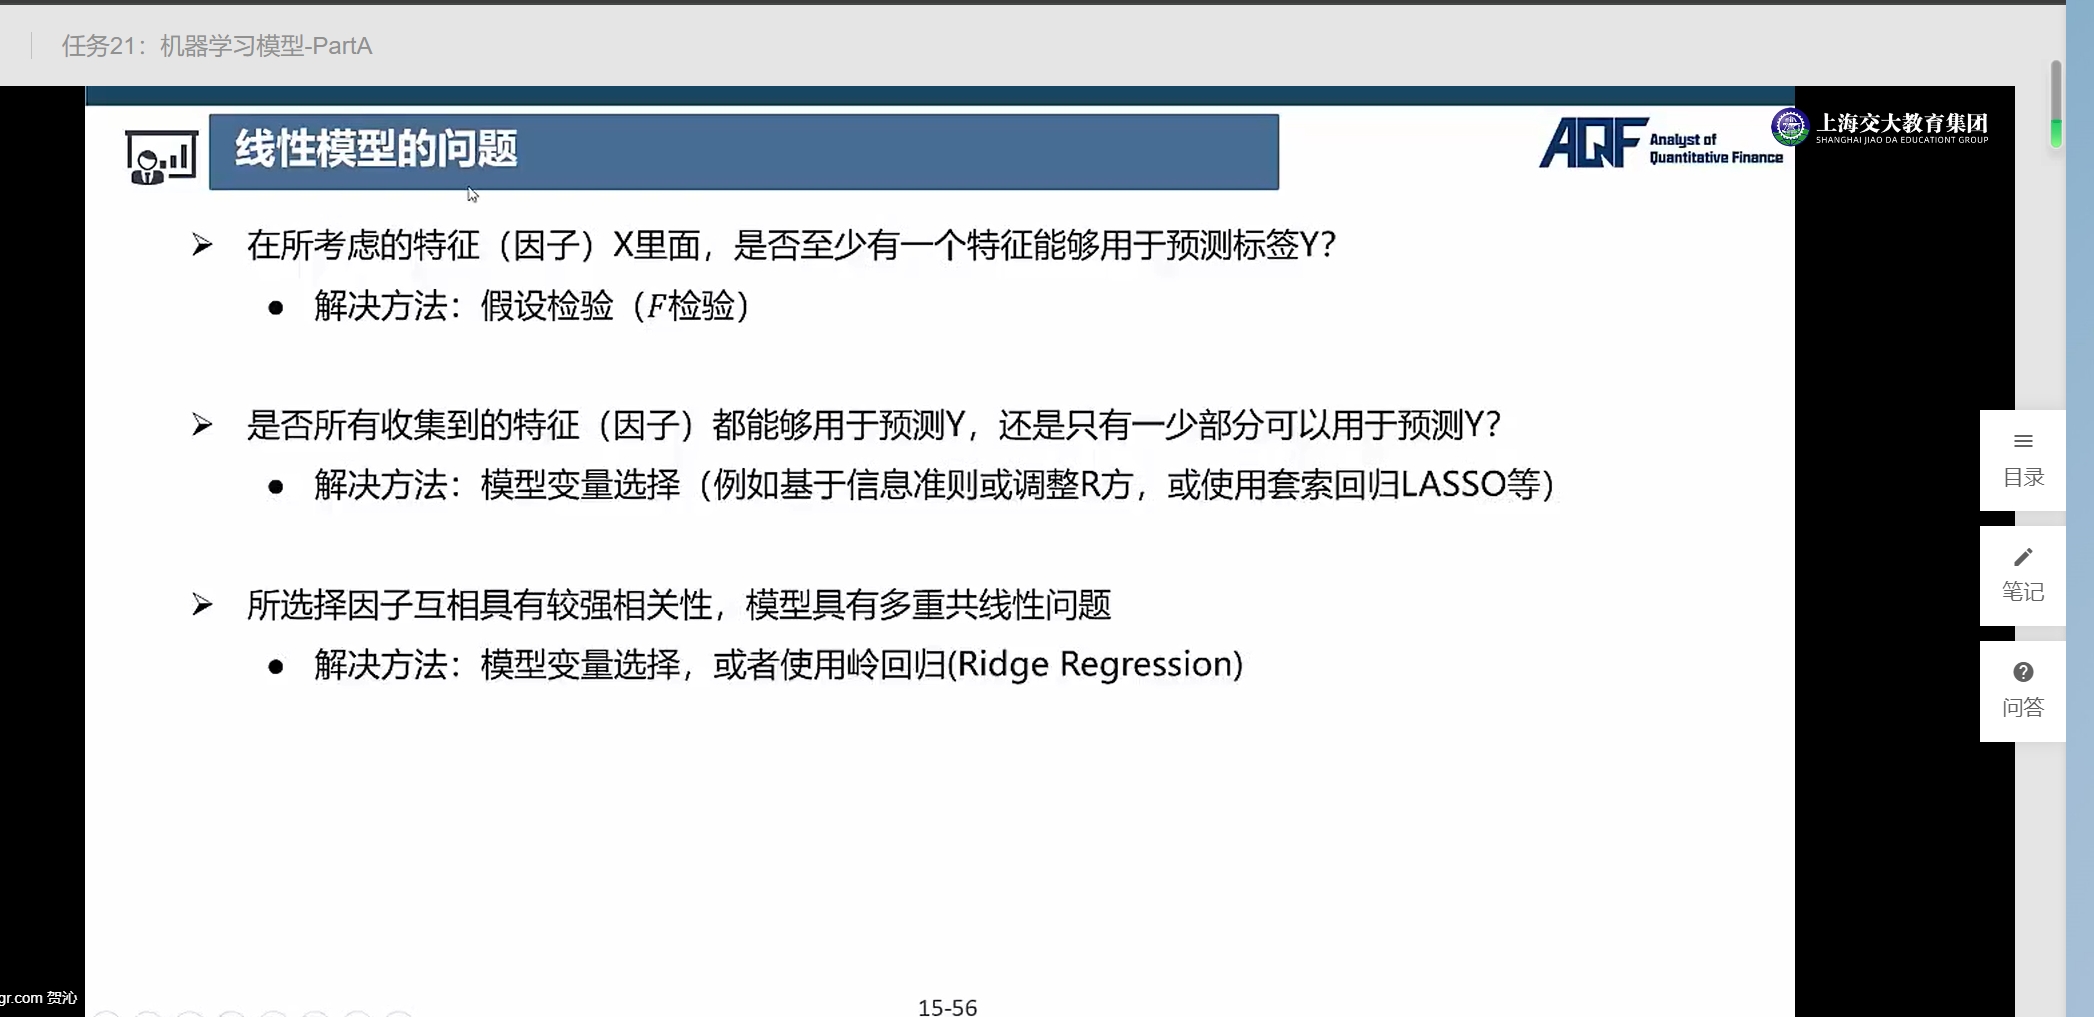 任务21：机器学习模型-PartA
线性模型的问题
AQF Analyst of Quantitative Finance
上海交大教育集团
SHANGHAI JIAO DA EDUCATIONT GROUP
在所考虑的特征（因子）X里面，是否至少有一个特征能够用于预测标签Y？
解决方法：假设检验（F检验）
是否所有收集到的特征（因子）都能够用于预测Y，还是只有一少部分可以用于预测Y？
解决方法：模型变量选择（例如基于信息准则或调整R方，或使用套索回归LASSO等）
所选择因子互相具有较强相关性，模型具有多重共线性问题
解决方法：模型变量选择，或者使用岭回归(Ridge Regression)
目录
笔记
问答
gr.com 贺沁
15-56